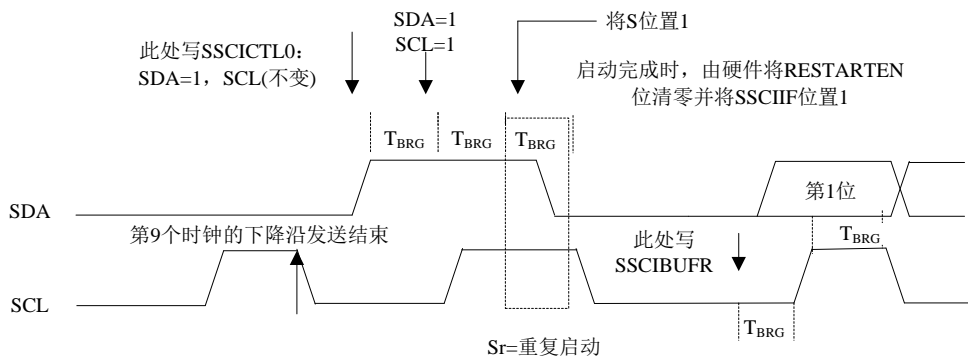 SDA=1
SCL=1
将S位置1
此处写SSCICTL0：
SDA=1，SCL(不变)
启动完成时，由硬件将RESTARTEN
位清零并将SSCIIF位置1
TBRG
TBRG
TBRG
第1位
SDA
第9个时钟的下降沿发送结束
此处写
SSCIBUFR
TBRG
SCL
TBRG
Sr=重复启动